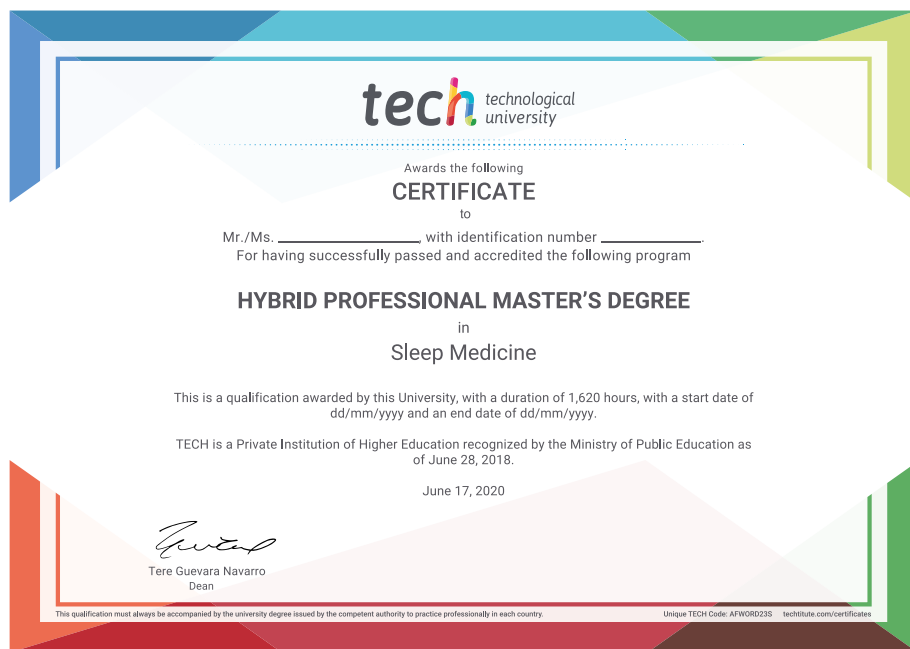 tech technological
university
Awards the following
CERTIFICATE
to
Mr./Ms. ____________, with identification number ____________.
For having successfully passed and accredited the following program
HYBRID PROFESSIONAL MASTER'S DEGREE
in
Sleep Medicine
This is a qualification awarded by this University, with a duration of 1,620 hours, with a start date of
dd/mm/yyyy and an end date of dd/mm/yyyy.
TECH is a Private Institution of Higher Education recognized by the Ministry of Public Education as
of June 28, 2018.
June 17, 2020
Tere Guevara Navarro
Dean
This qualification must always be accompanied by the university degree issued by the competent authority to practice professionally in each country. Unique TECH Code: AFWORD23S techtitute.com/certificates